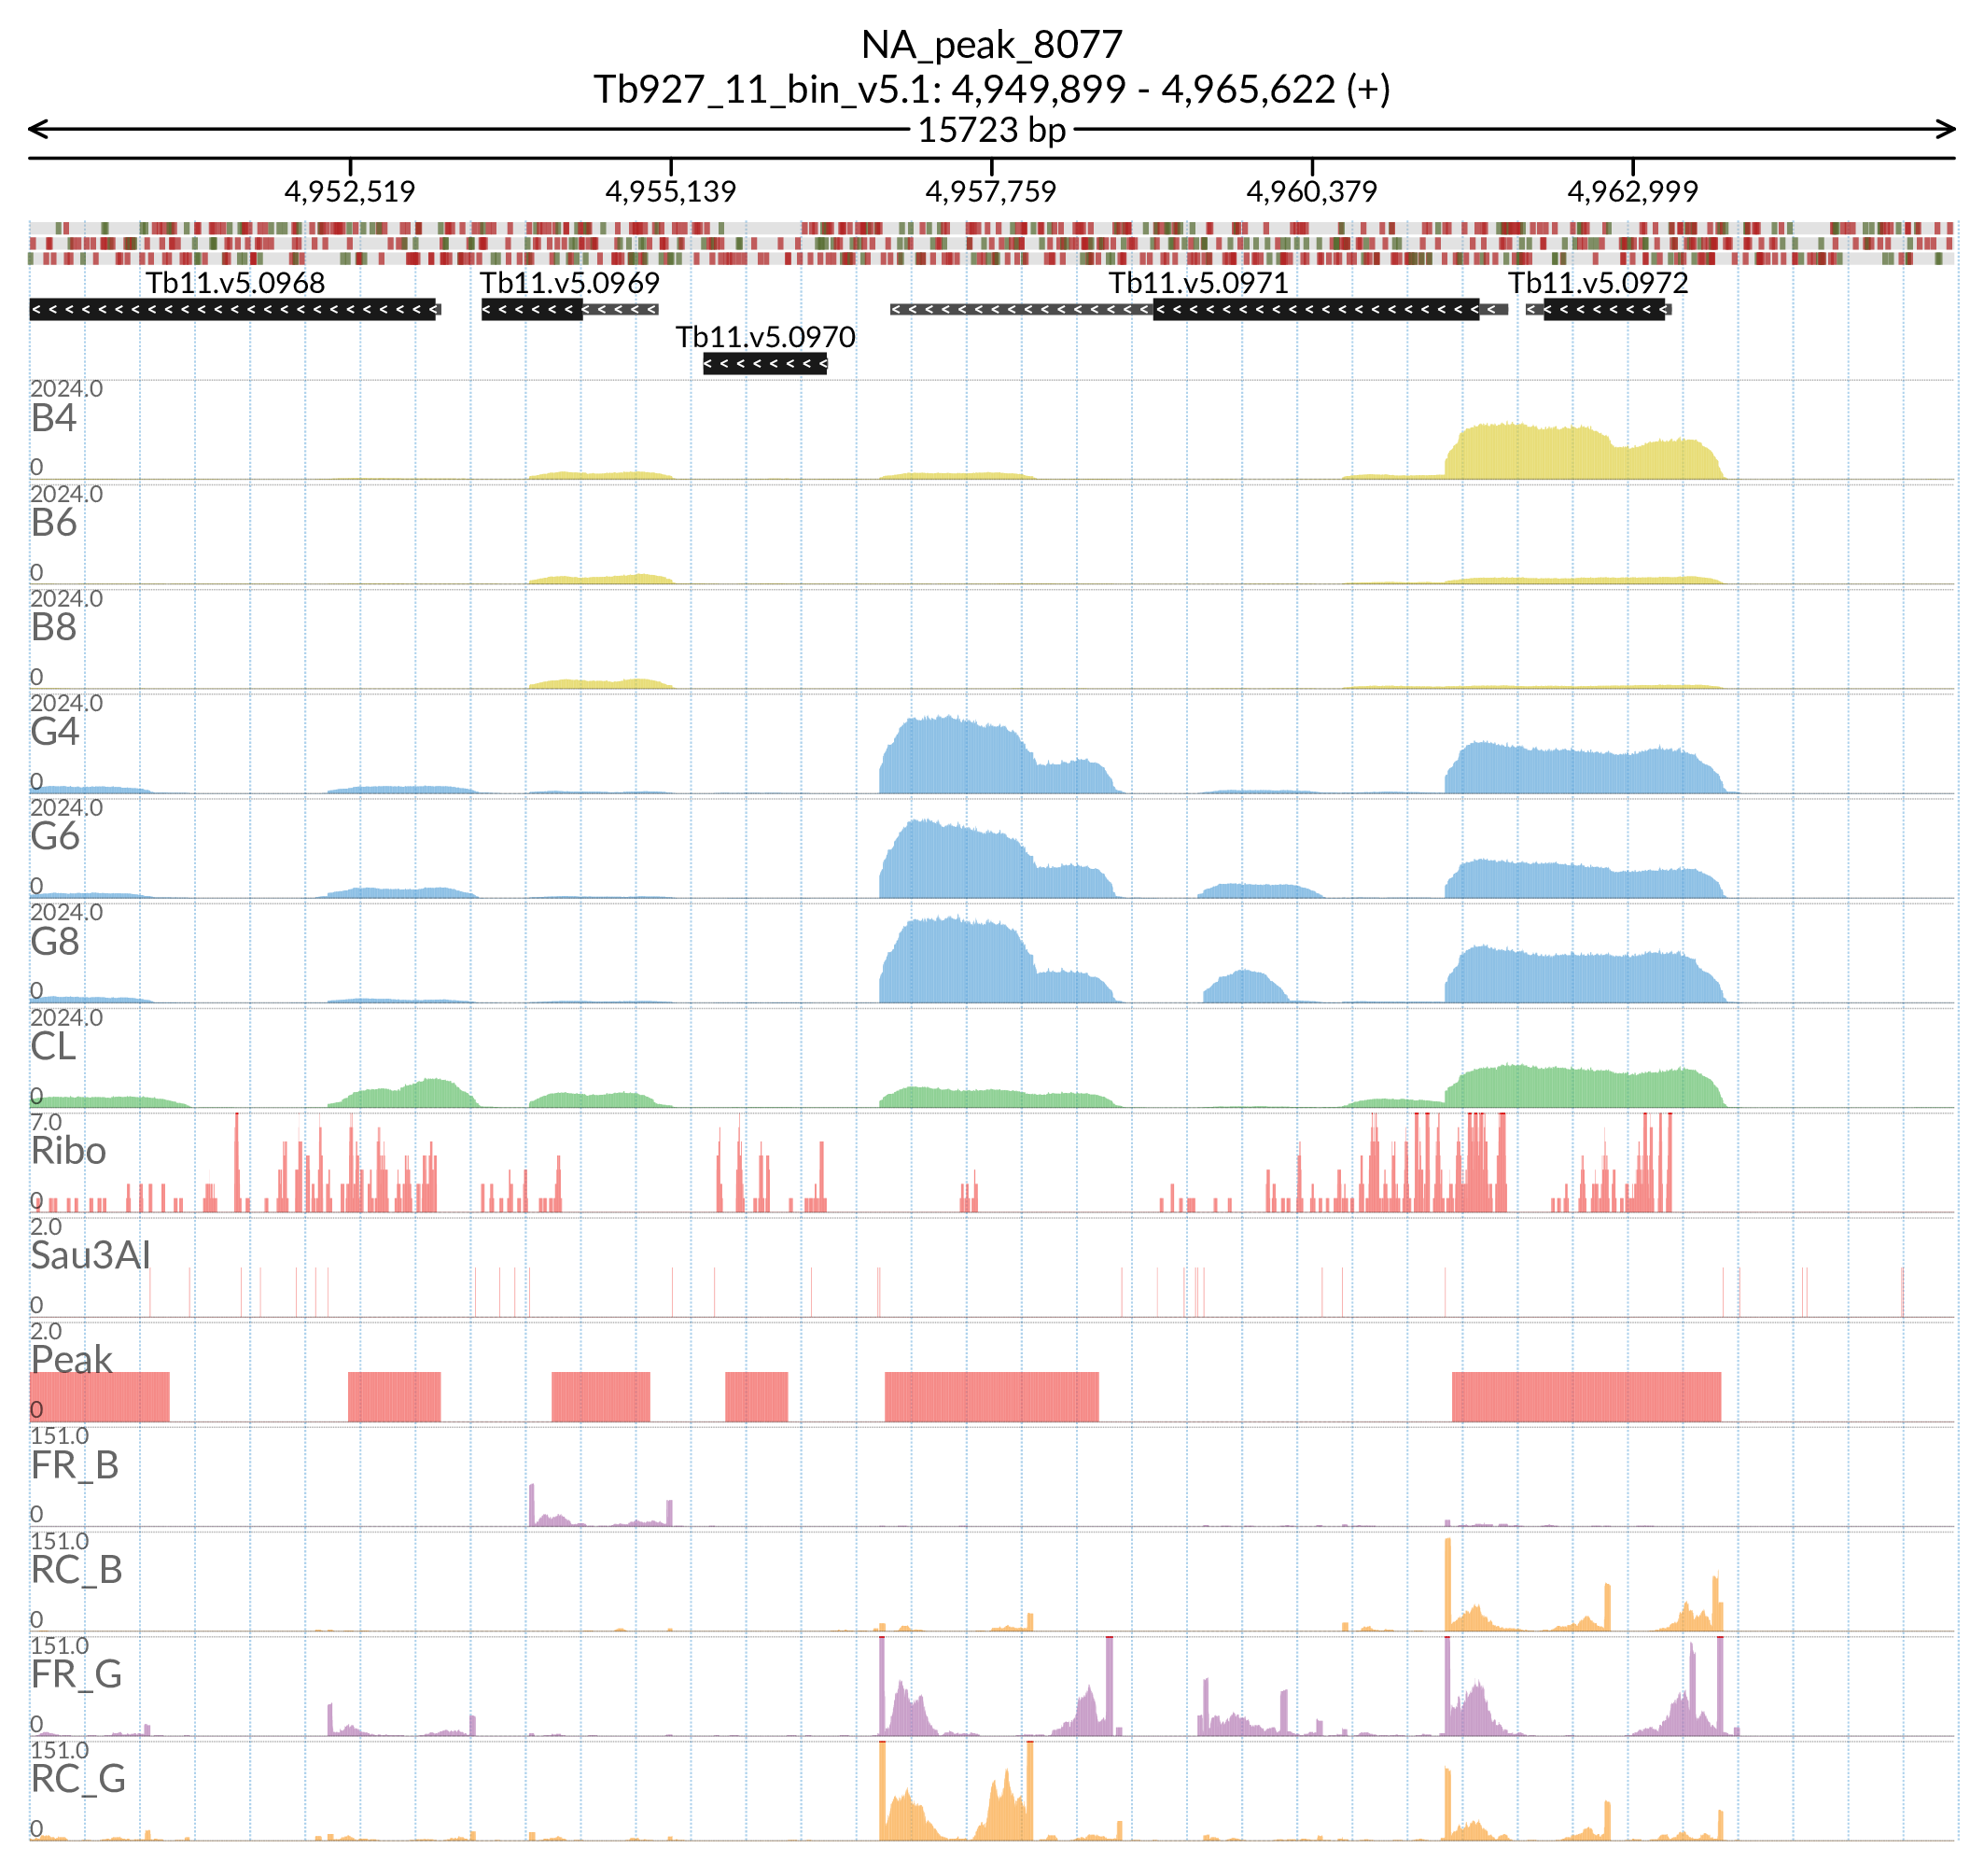 NA_peak_8077
Tb927_11_bin_v5.1: 4,949,899 - 4,965,622 (+)
15723 bp
4,952,519 4,955,139 4,957,759 4,960,379 4,962,999
Tb11.v5.0968 Tb11.v5.0969 Tb11.v5.0971 Tb11.v5.0972
Tb11.v5.0970
2024.0
B4
0
2024.0
B6
0
2024.0
B8
0
2024.0
G4
0
2024.0
G6
0
2024.0
G8
0
2024.0
CL
0
7.0
Ribo
0
2.0
Sau3AI
0
2.0
Peak
0
151.0
FR_B
0
151.0
RC_B
0
151.0
FR_G
0
151.0
RC_G
0